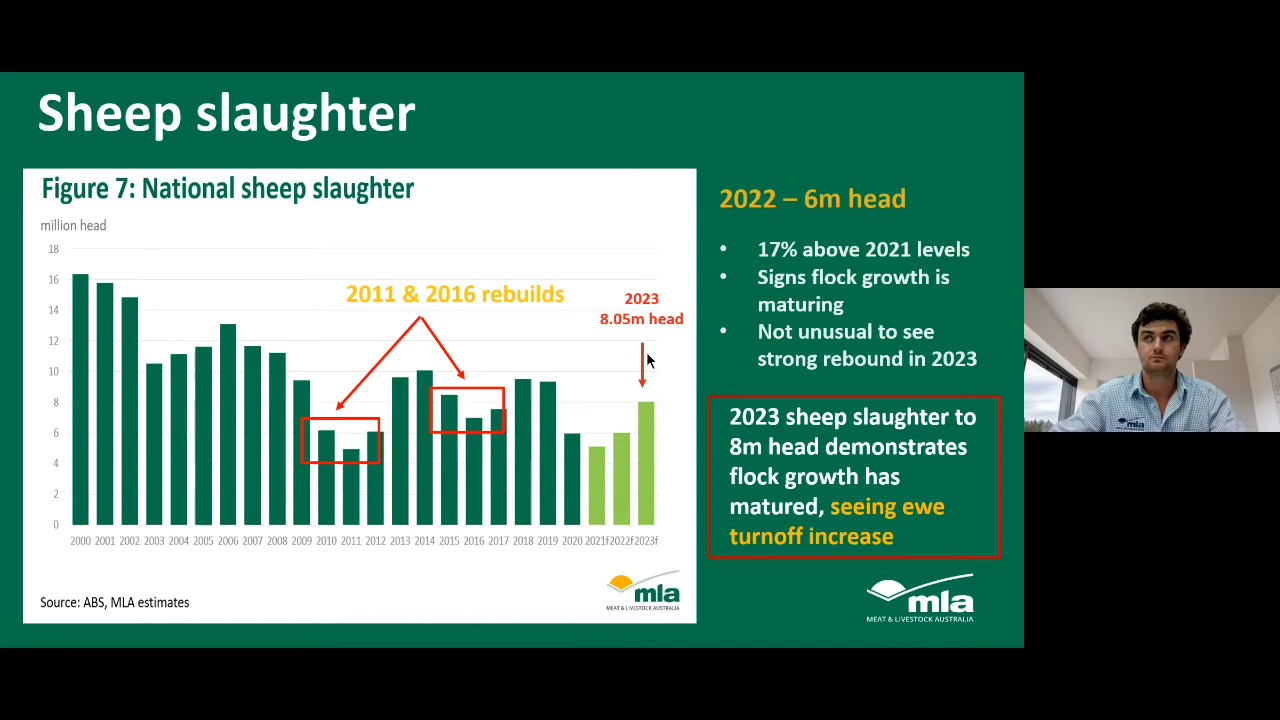 Sheep slaughter
Figure 7: National sheep slaughter
million head
18
16
14
12
10
8
6
4
2
0
2011 & 2016 rebuilds
2023
8.05m head
2000 2001 2002 2003 2004 2005 2006 2007 2008 2009 2010 2011 2012 2013 2014 2015 2016 2017 2018 2019 2020 2021f 2022f 2023f
mla
MEAT & LIVESTOCK AUSTRALIA
Source: ABS, MLA estimates
2022 – 6m head
• 17% above 2021 levels
• Signs flock growth is
maturing
• Not unusual to see
strong rebound in 2023
2023 sheep slaughter to
8m head demonstrates
flock growth has
matured, seeing ewe
turnoff increase
mla
MEAT & LIVESTOCK AUSTRALIA
mla